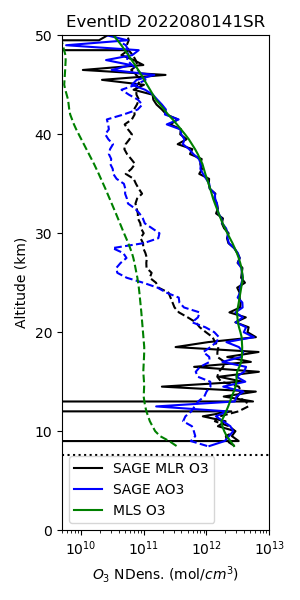 EventID 2022080141SR
50
40
30
20
10
0
Altitude (km)
SAGE MLR O3
SAGE AO3
MLS O3
10^10 10^11 10^12 10^13
O_3 NDens. (mol/cm^3)